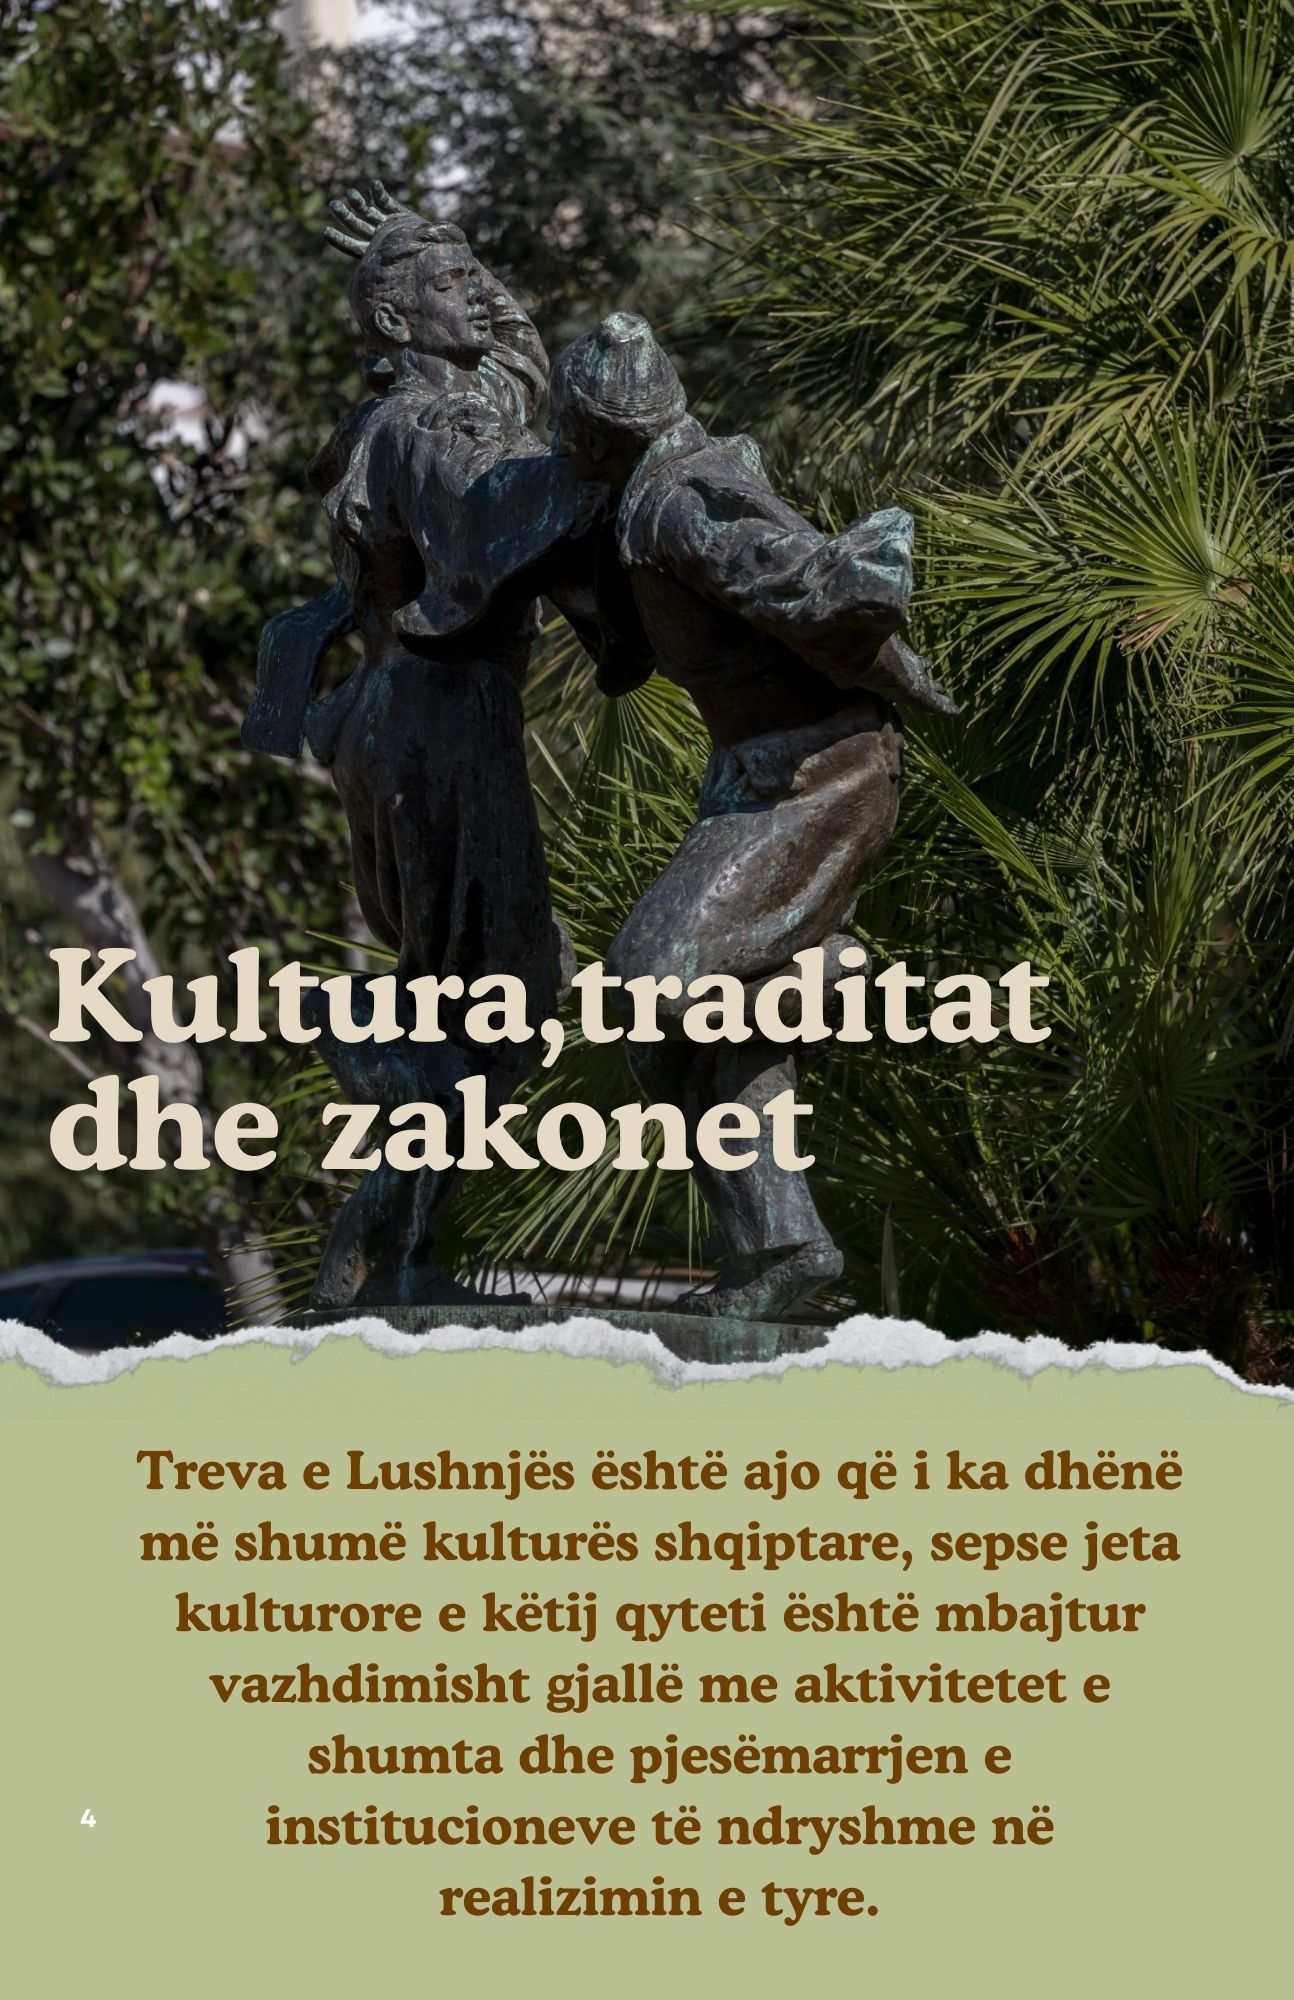 Kultura,traditat
dhe zakonet
Treva e Lushnjës është ajo që i ka dhënë
më shumë kulturës shqiptare, sepse jeta
kulturore e këtij qyteti është mbajtur
vazhdimisht gjallë me aktivitetet e
shumta dhe pjesëmarrjen e
institucioneve të ndryshme në
realizimin e tyre.
4